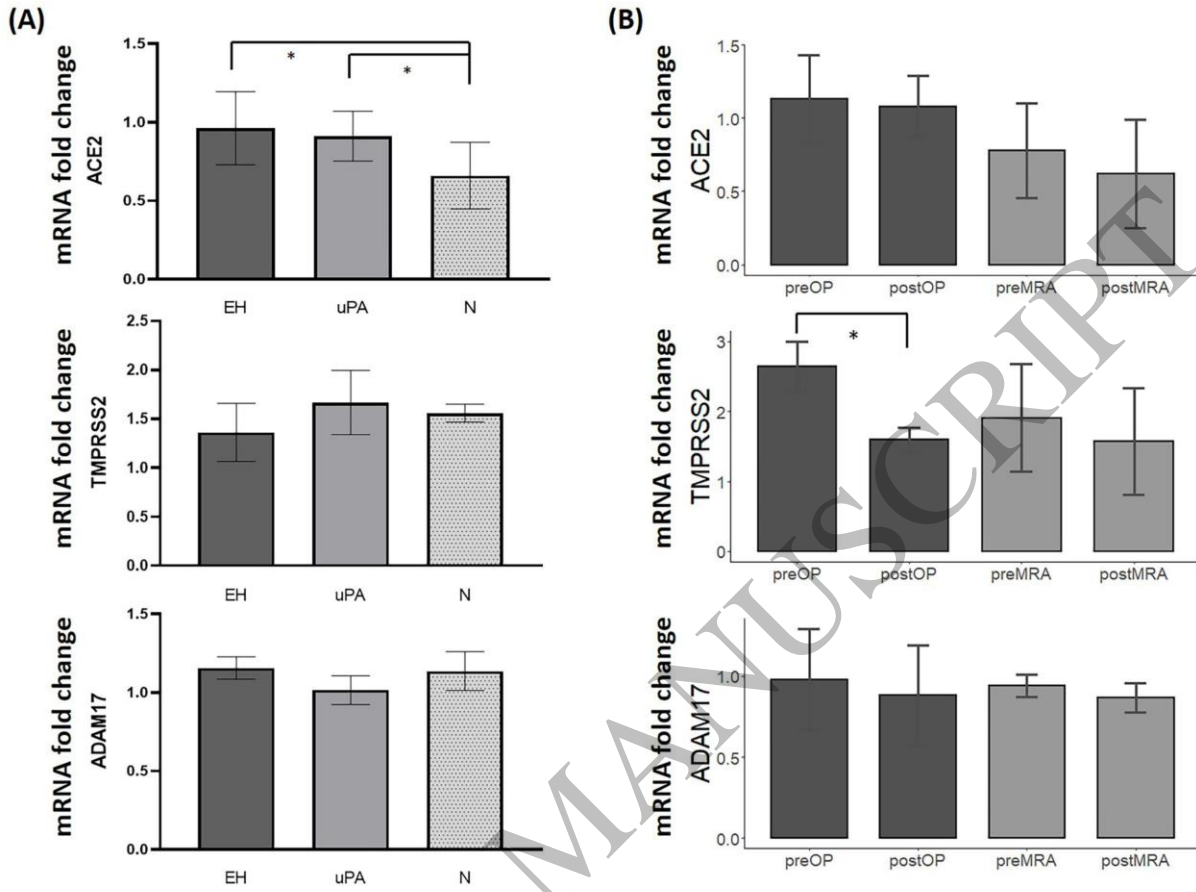 (A)
mRNA fold change
ACE2
1.5
1.0
0.5
0.0
*
*
EH uPA N
mRNA fold change
TMPRSS2
2.5
2.0
1.5
1.0
0.5
0.0
EH uPA N
mRNA fold change
ADAM17
1.5
1.0
0.5
0.0
EH uPA N
(B)
mRNA fold change
ACE2
1.5
1.0
0.5
0.0
preOP postOP preMRA postMRA
mRNA fold change
TMPRSS2
3
2
1
0
*
preOP postOP preMRA postMRA
mRNA fold change
ADAM17
1.0
0.5
0.0
preOP postOP preMRA postMRA
MANUSCRIPT